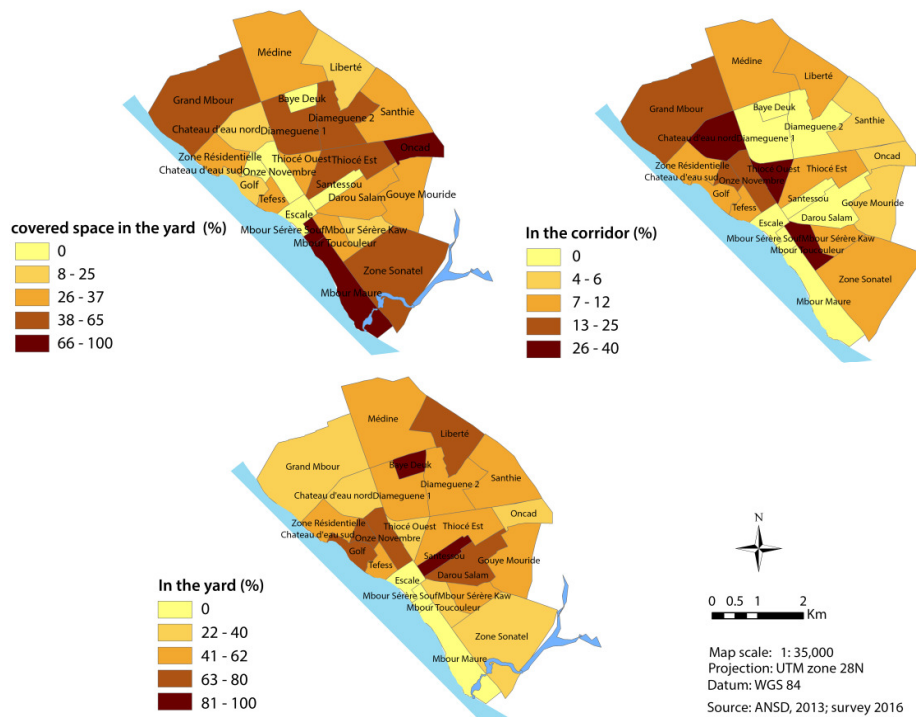 Médine
Liberté
Grand Mbour
Baye Deuk
Diameguene 2
Santhie
Chateau d'eau nord
Diameguene 1
Oncad
Zone Résidentielle
Thiocé Ouest
Thiocé Est
Chateau d'eau sud
Onze Novembre
Golf
Santessou
Gouye Mouride
Tefess
Darou Salam
Escale
Mbour Sérère Souf
Mbour Sérère Kaw
Mbour Toucouleur
Zone Sonatel
Mbour Maure
covered space in the yard (%)
0
8 - 25
26 - 37
38 - 65
66 - 100
Médine
Liberté
Grand Mbour
Baye Deuk
Diameguene 2
Santhie
Chateau d'eau nord
Diameguene 1
Oncad
Zone Résidentielle
Thiocé Ouest
Thiocé Est
Chateau d'eau sud
Onze Novembre
Golf
Santessou
Gouye Mouride
Tefess
Darou Salam
Escale
Mbour Sérère Souf
Mbour Sérère Kaw
Mbour Toucouleur
Zone Sonatel
Mbour Maure
In the corridor (%)
0
4 - 6
7 - 12
13 - 25
26 - 40
Médine
Liberté
Grand Mbour
Baye Deuk
Diameguene 2
Santhie
Chateau d'eau nord
Diameguene 1
Oncad
Zone Résidentielle
Thiocé Ouest
Thiocé Est
Chateau d'eau sud
Onze Novembre
Golf
Santessou
Gouye Mouride
Tefess
Darou Salam
Escale
Mbour Sérère Souf
Mbour Sérère Kaw
Mbour Toucouleur
Zone Sonatel
Mbour Maure
In the yard (%)
0
22 - 40
41 - 62
63 - 80
81 - 100
N
0 0.5 1 2
Km
Map scale: 1: 35,000
Projection: UTM zone 28N
Datum: WGS 84
Source: ANSD, 2013; survey 2016